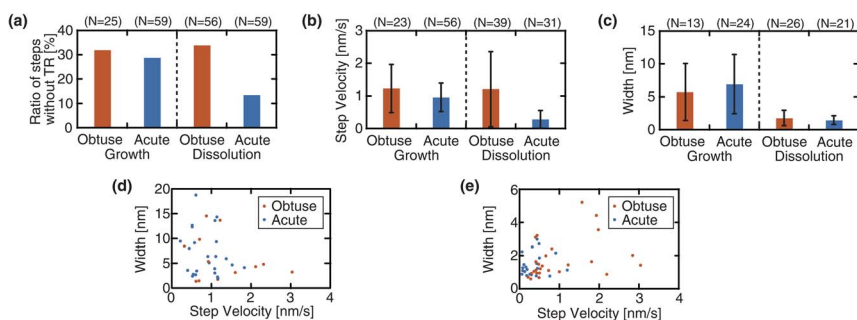 (a)
(N=25) (N=59) (N=56) (N=59)
Ratio of steps
without TR [%]
40
30
20
10
0
Obtuse Acute Obtuse Acute
Growth Dissolution
(b)
(N=23) (N=56) (N=39) (N=31)
Step Velocity [nm/s]
3
2
1
0
Obtuse Acute Obtuse Acute
Growth Dissolution
(c)
(N=13) (N=24) (N=26) (N=21)
Width [nm]
15
10
5
0
Obtuse Acute Obtuse Acute
Growth Dissolution
(d)
Width [nm]
20
15
10
5
0
Obtuse
Acute
0 1 2 3 4
Step Velocity [nm/s]
(e)
Width [nm]
6
4
2
0
Obtuse
Acute
0 1 2 3 4
Step Velocity [nm/s]